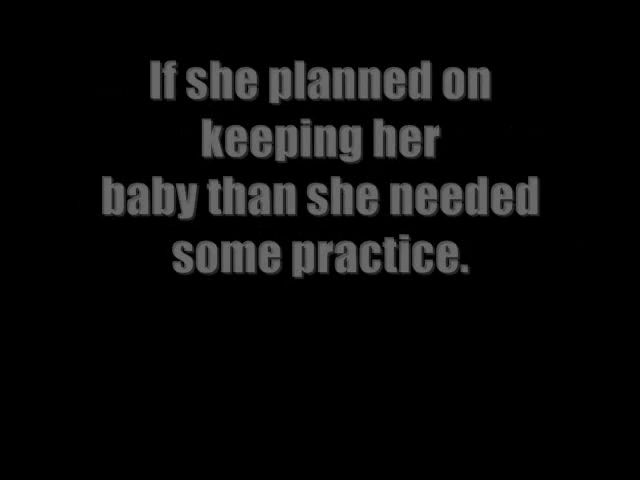 If she planned on
keeping her
baby than she needed
some practice.